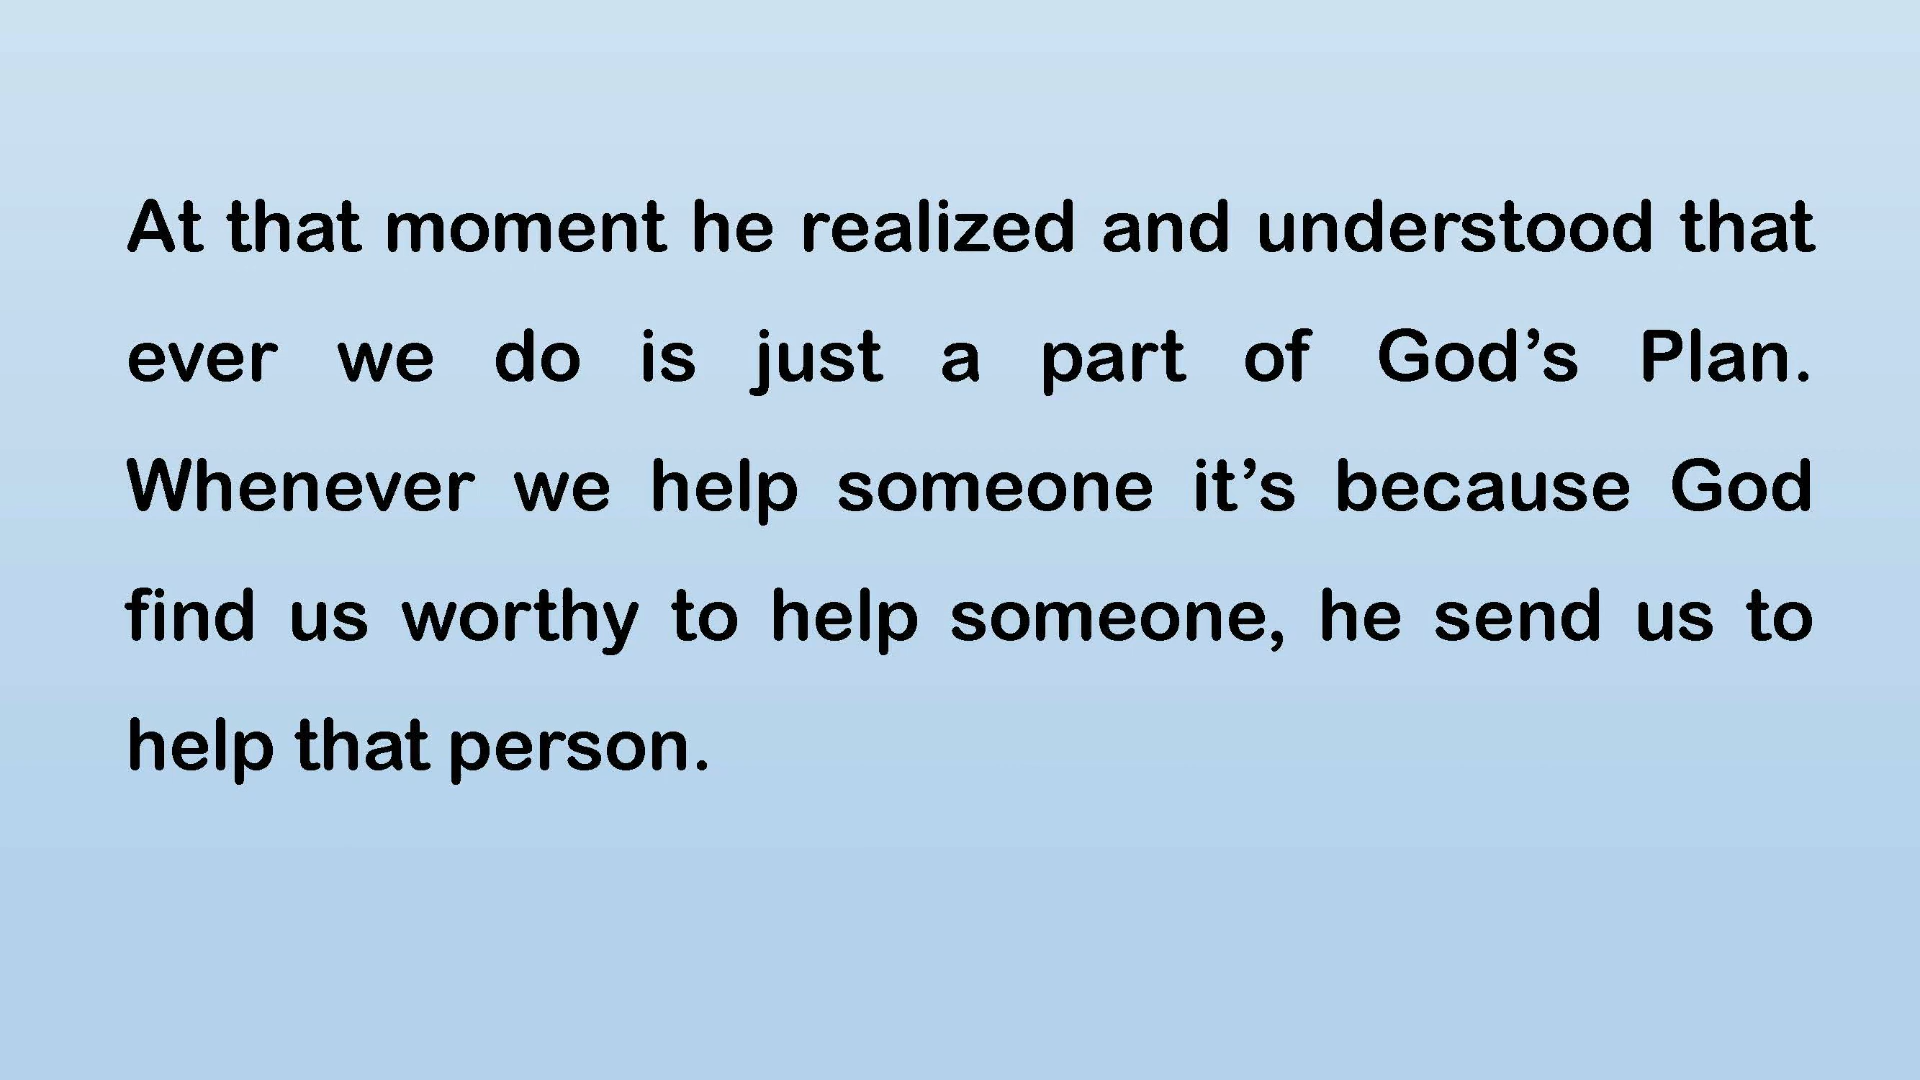 At that moment he realized and understood that
ever we do is just a part of God’s Plan.
Whenever we help someone it’s because God
find us worthy to help someone, he send us to
help that person.